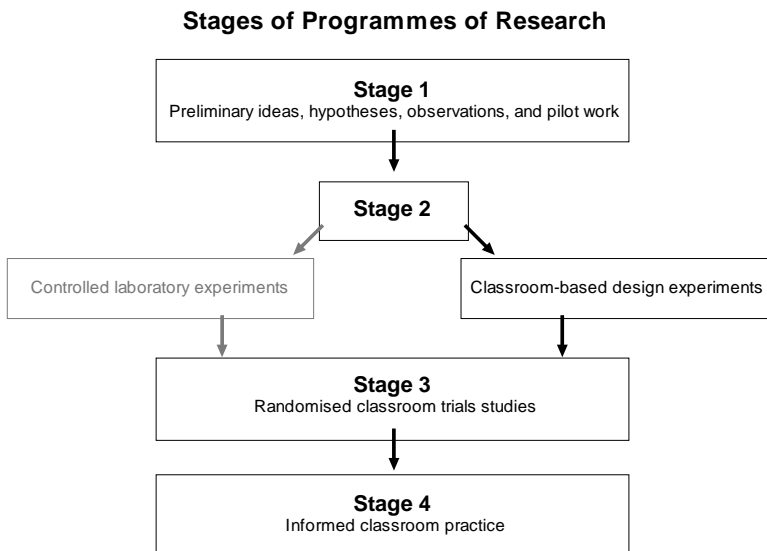 Stages of Programmes of Research
Stage 1
Preliminary ideas, hypotheses, observations, and pilot work
Stage 2
Controlled laboratory experiments
Classroom-based design experiments
Stage 3
Randomised classroom trials studies
Stage 4
Informed classroom practice